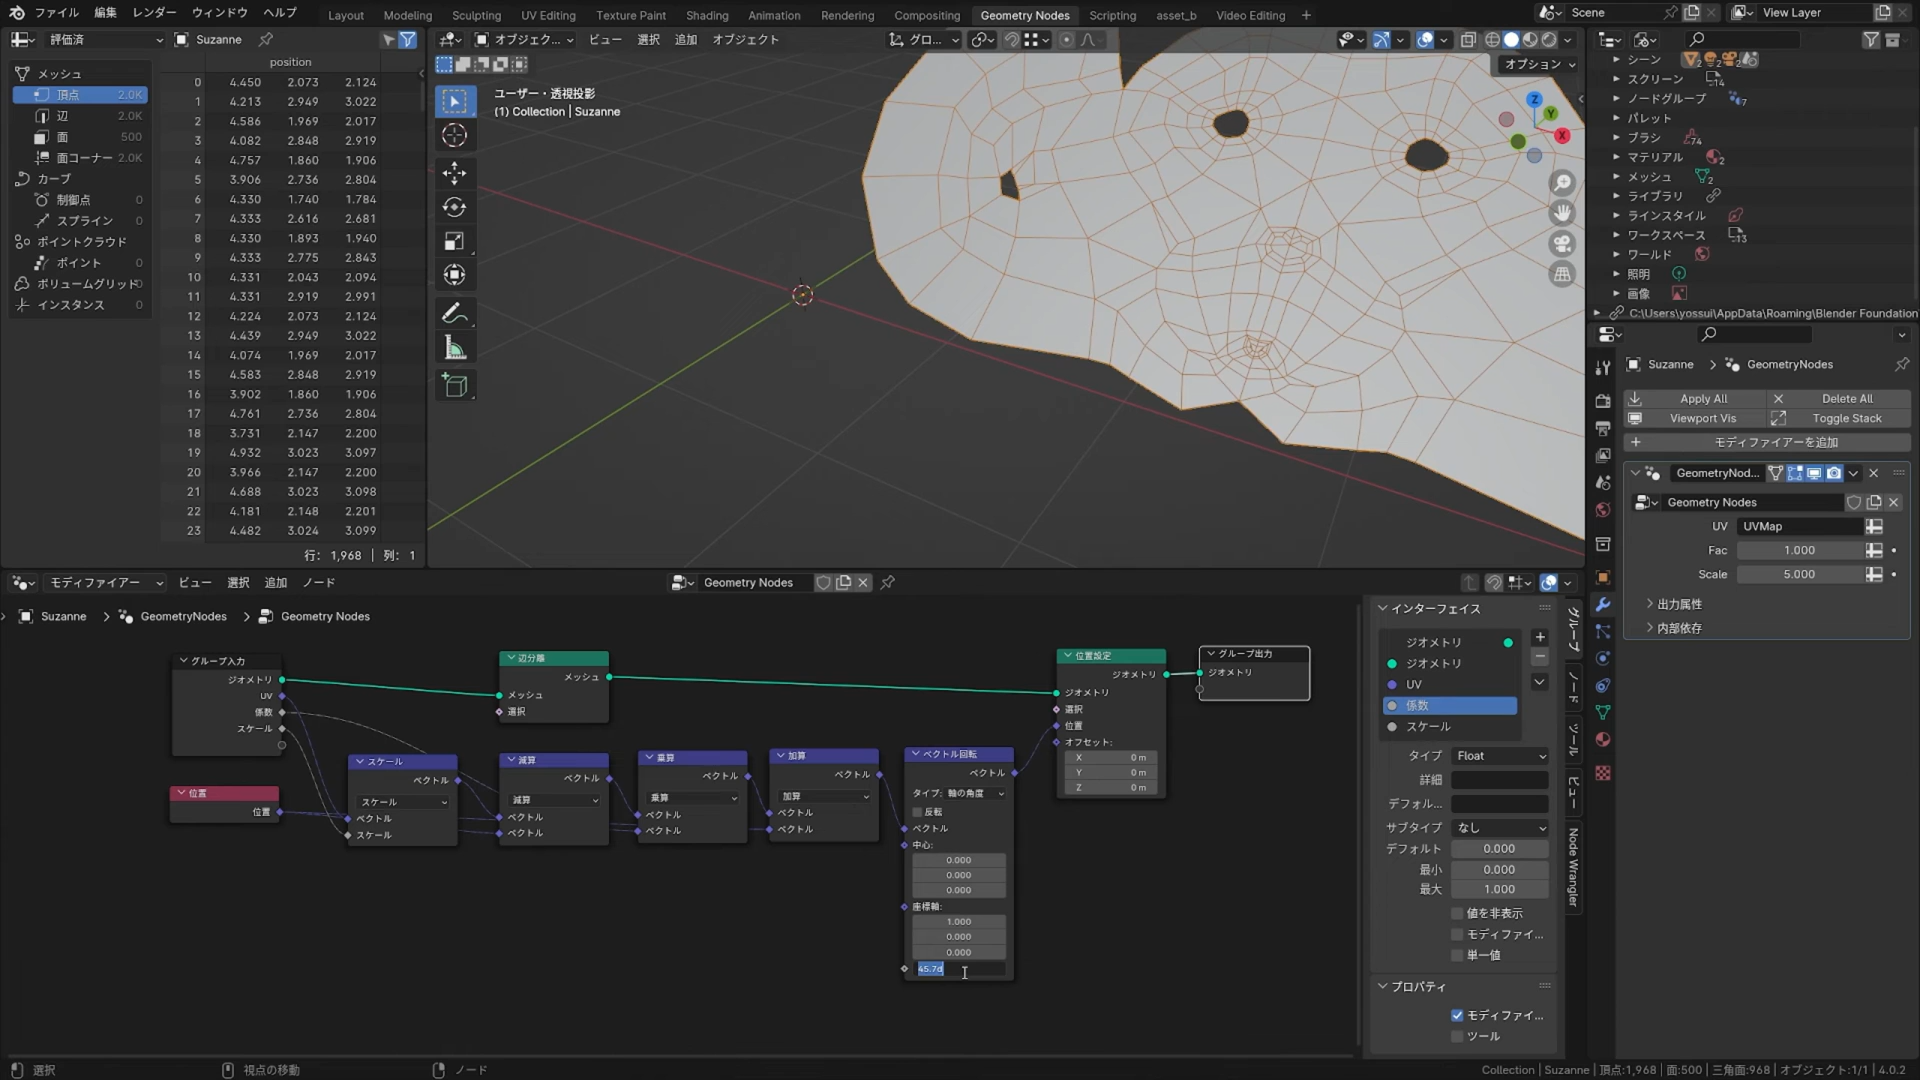 ファイル 編集 レンダー ウィンドウ ヘルプ Layout Modeling Sculpting UV Editing Texture Paint Shading Animation Rendering Compositing Geometry Nodes Scripting asset_b Video Editing + Scene View Layer
評価済 Suzanne
メッシュ
頂点 2.0K
辺 2.0K
面 500
面コーナー 2.0K
カーブ
制御点 0
スプライン 0
ポイントクラウド
ポイント 0
ボリュームグリッド
インスタンス 0
position
0 4.450 2.073 2.124
1 4.213 2.949 3.022
2 4.586 1.969 2.017
3 4.082 2.848 2.919
4 4.757 1.860 1.906
5 3.906 2.736 2.804
6 4.330 1.740 1.784
7 4.333 2.616 2.681
8 4.330 1.893 1.940
9 4.333 2.775 2.843
10 4.331 2.043 2.094
11 4.331 2.919 2.991
12 4.224 2.073 2.124
13 4.439 2.949 3.022
14 4.074 1.969 2.017
15 4.583 2.848 2.919
16 3.902 1.860 1.906
17 4.761 2.736 2.804
18 3.731 2.147 2.200
19 4.932 3.023 3.097
20 3.966 2.147 2.200
21 4.688 3.023 3.098
22 4.181 2.148 2.201
23 4.482 3.024 3.099
行: 1,968 | 列: 1
オブジェク... ビュー 選択 追加 オブジェクト グロ...
オプション
ユーザー・透視投影
(1) Collection | Suzanne
Z
Y
X
シーン 2 2 2
スクリーン 14
ノードグループ 7
パレット
ブラシ 74
マテリアル 2
メッシュ 2
ライブラリ
ラインスタイル
ワークスペース 13
ワールド
照明
画像
C:\Users\yossui\AppData\Roaming\Blender Foundation
Suzanne > GeometryNodes
Apply All Delete All
Viewport Vis Toggle Stack
モディファイアーを追加
GeometryNod...
Geometry Nodes
UV UVMap
Fac 1.000
Scale 5.000
出力属性
内部依存
モディファイアー ビュー 選択 追加 ノード Geometry Nodes
Suzanne > GeometryNodes > Geometry Nodes
グループ入力
ジオメトリ
UV
係数
スケール
位置
位置
スケール
ベクトル
スケール
ベクトル
スケール
辺分離
メッシュ
メッシュ
選択
減算
ベクトル
減算
ベクトル
ベクトル
乗算
ベクトル
乗算
ベクトル
ベクトル
加算
ベクトル
加算
ベクトル
ベクトル
ベクトル回転
ベクトル
タイプ: 軸の角度
反転
ベクトル
中心:
0.000
0.000
0.000
座標軸:
1.000
0.000
0.000
45.7d
位置設定
ジオメトリ
ジオメトリ
選択
位置
オフセット:
X 0 m
Y 0 m
Z 0 m
グループ出力
ジオメトリ
インターフェイス
ジオメトリ
ジオメトリ
UV
係数
スケール
タイプ Float
詳細
デフォル...
サブタイプ なし
デフォルト 0.000
最小 0.000
最大 1.000
値を非表示
モディファイ...
単一値
プロパティ
モディファイ...
ツール
グループ
ノード
ツール
ビュー
Node Wrangler
選択 視点の移動 ノード Collection | Suzanne | 頂点:1,968 | 面:500 | 三角面:968 | オブジェクト:1/1 | 4.0.2